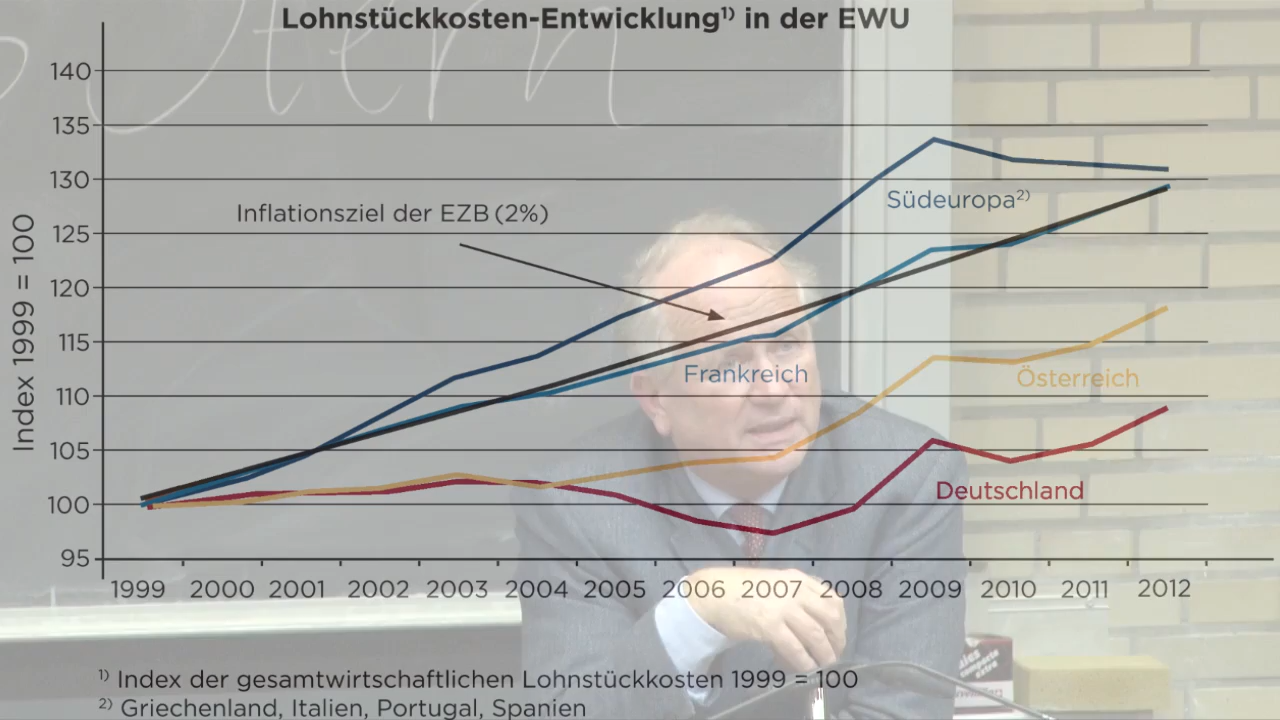 Lohnstückkosten-Entwicklung¹⁾ in der EWU
Index 1999 = 100
140
135
130
125
120
115
110
105
100
95
Inflationsziel der EZB (2%)
Südeuropa²⁾
Frankreich
Österreich
Deutschland
1999 2000 2001 2002 2003 2004 2005 2006 2007 2008 2009 2010 2011 2012
¹⁾ Index der gesamtwirtschaftlichen Lohnstückkosten 1999 = 100
²⁾ Griechenland, Italien, Portugal, Spanien